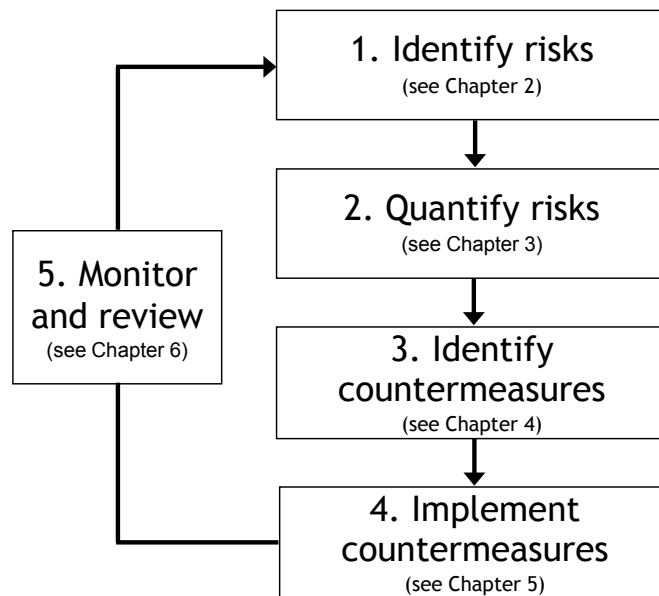 1. Identify risks
(see Chapter 2)
2. Quantify risks
(see Chapter 3)
5. Monitor
and review
(see Chapter 6)
3. Identify
countermeasures
(see Chapter 4)
4. Implement
countermeasures
(see Chapter 5)